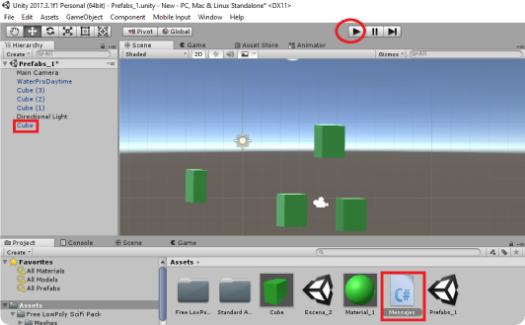 Unity 2017.3.1f1 Personal (64bit) - Prefabs_1.unity - New - PC, Mac & Linux Standalone* <DX11>
File Edit Assets GameObject Component Mobile Input Window Help
Pivot Global
Hierarchy
Create All
Prefabs_1*
Main Camera
WaterProDaytime
Cube (3)
Cube (2)
Cube (1)
Directional Light
Cube
Scene Game Asset Store Animator
Shaded 2D Gizmos All
Project Console Scene Game
Create
Favorites
All Materials
All Models
All Prefabs
Assets
Free LowPoly SciFi Pack
Meshes
Assets
Free LowPo... Standard A... Cube Escena_2 Material_1 Mensajes Prefabs_1
C#